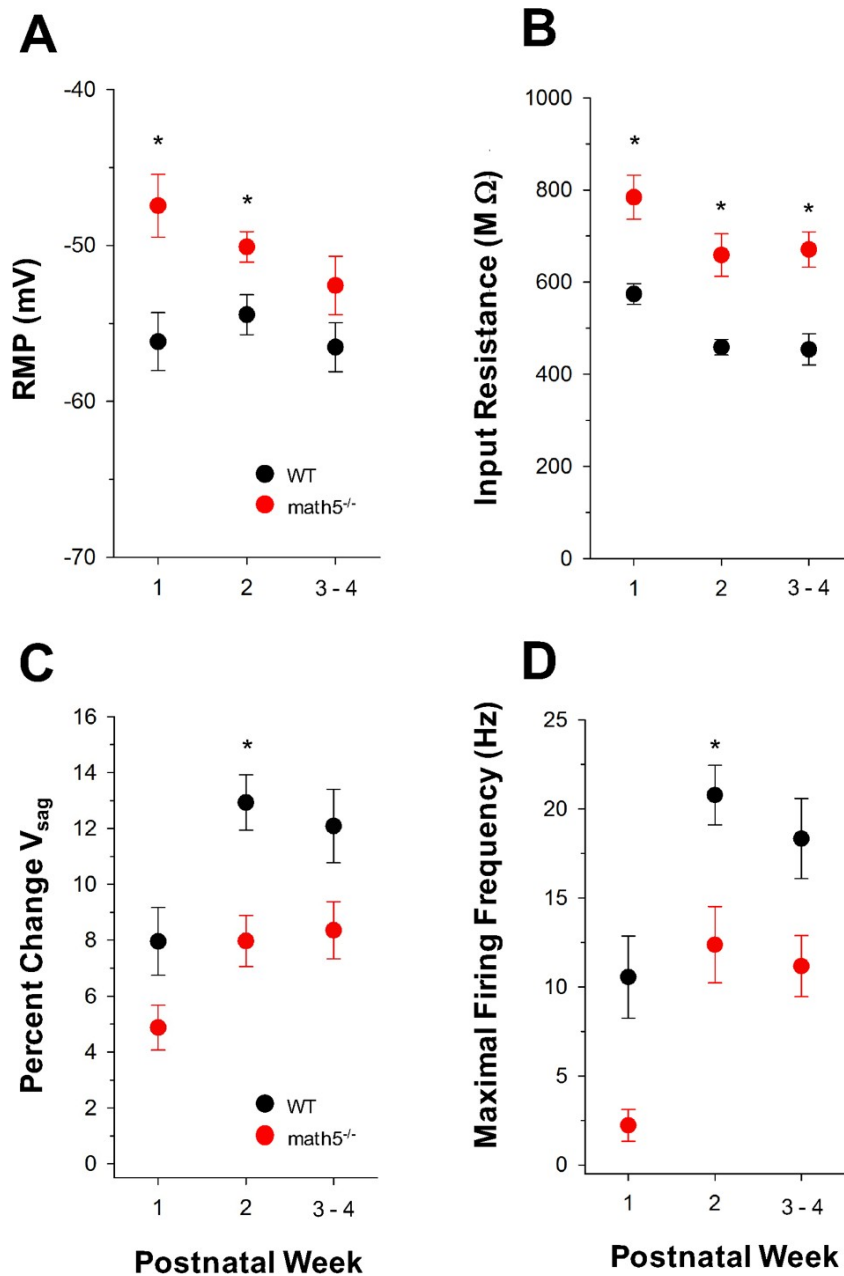 A
RMP (mV)
-40
-50
-60
-70
*
*
WT
math5-/-
1 2 3 - 4
B
Input Resistance (M Ω)
1000
800
600
400
200
0
*
*
*
1 2 3 - 4
C
Percent Change Vsag
16
14
12
10
8
6
4
2
0
*
WT
math5-/-
1 2 3 - 4
Postnatal Week
D
Maximal Firing Frequency (Hz)
25
20
15
10
5
0
*
1 2 3 - 4
Postnatal Week